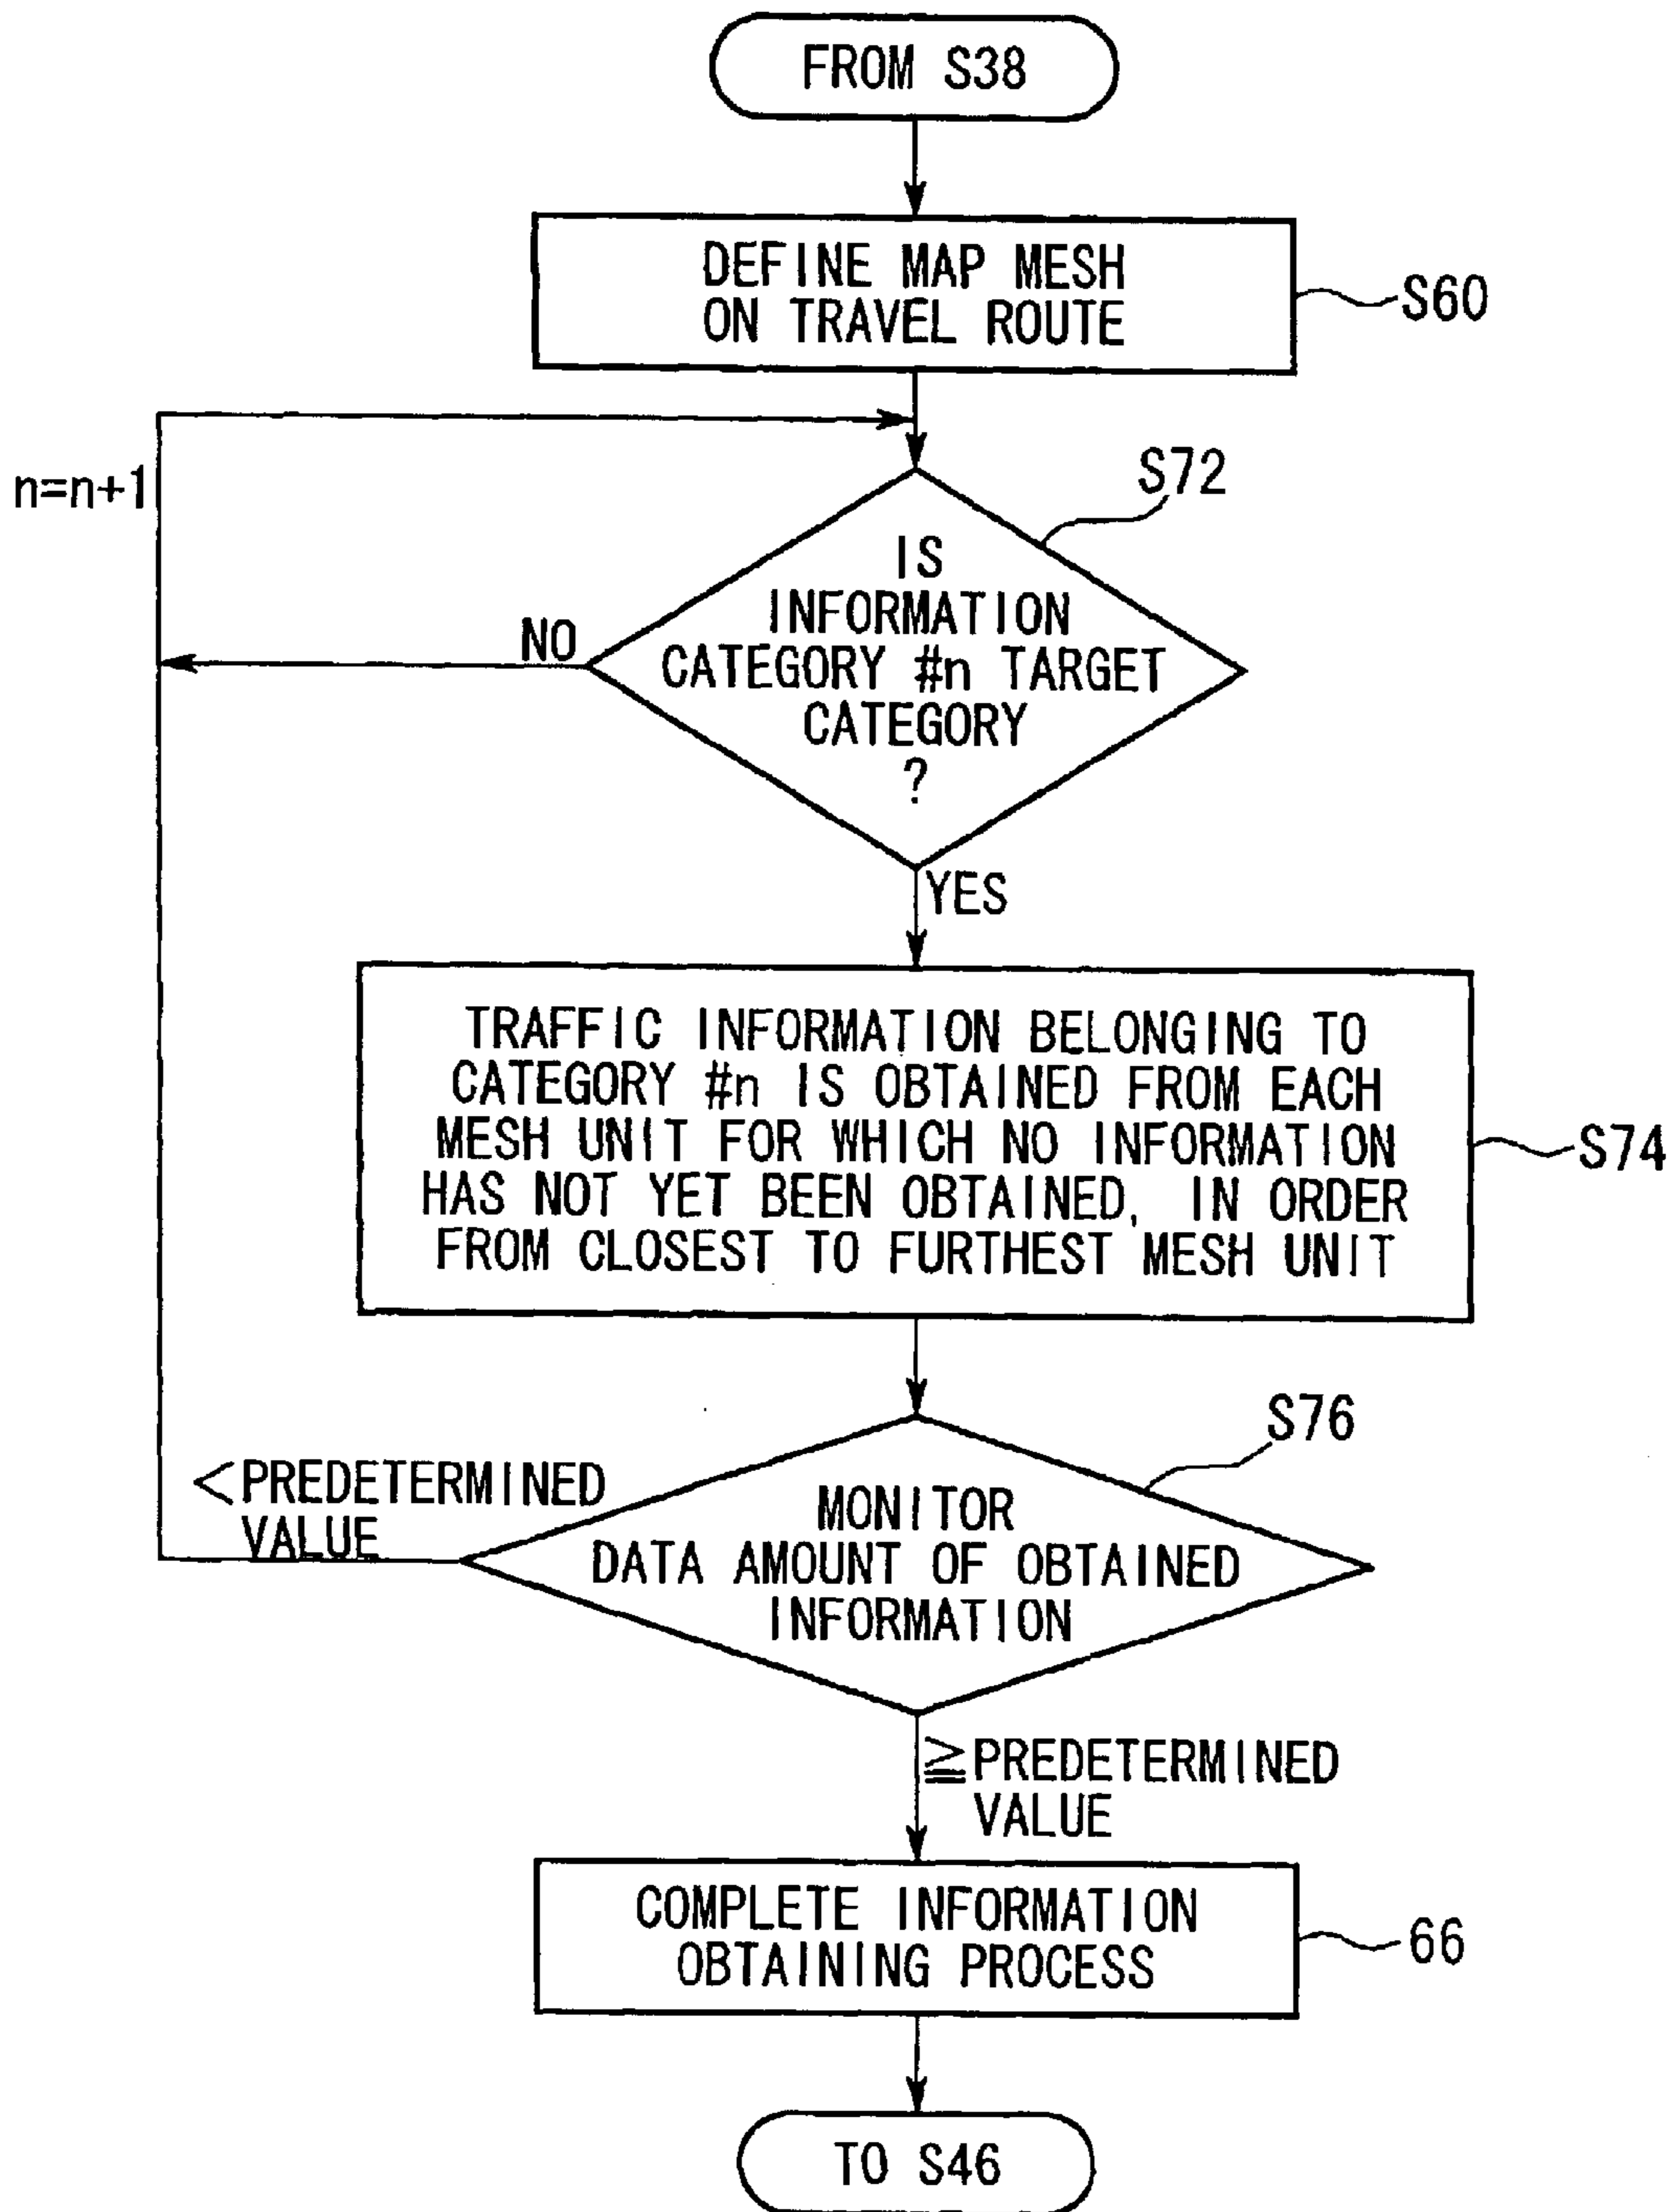 FROM S38
DEFINE MAP MESH
ON TRAVEL ROUTE
S60
n=n+1
S72
IS
INFORMATION
CATEGORY #n TARGET
CATEGORY
?
NO
YES
TRAFFIC INFORMATION BELONGING TO
CATEGORY #n IS OBTAINED FROM EACH
MESH UNIT FOR WHICH NO INFORMATION
HAS NOT YET BEEN OBTAINED, IN ORDER
FROM CLOSEST TO FURTHEST MESH UNIT
S74
S76
<PREDETERMINED
VALUE
MONITOR
DATA AMOUNT OF OBTAINED
INFORMATION
≧PREDETERMINED
VALUE
COMPLETE INFORMATION
OBTAINING PROCESS
66
TO S46